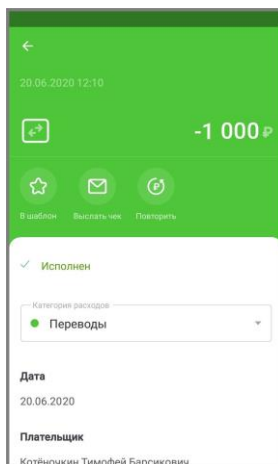 20.06.2020 12:10
-1 000 ₽
В шаблон Выслать чек Повторить
Исполнен
Категория расходов
Переводы
Дата
20.06.2020
Плательщик
Котёночкин Тимофей Барсикович